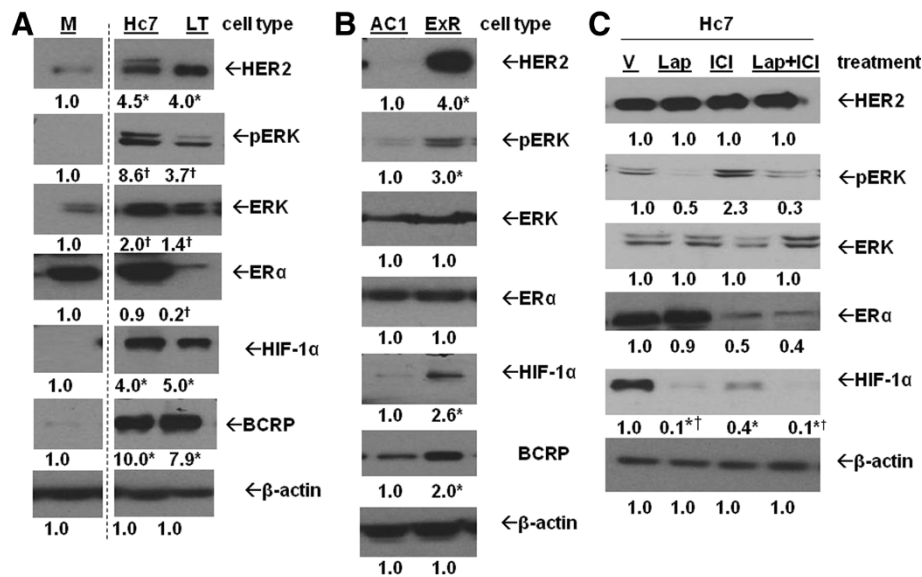 A
M Hc7 LT cell type
←HER2
1.0 4.5* 4.0*
←pERK
1.0 8.6† 3.7†
←ERK
1.0 2.0† 1.4†
←ERα
1.0 0.9 0.2†
←HIF-1α
1.0 4.0* 5.0*
←BCRP
1.0 10.0* 7.9*
←β-actin
1.0 1.0 1.0
B
AC1 ExR cell type
←HER2
1.0 4.0*
←pERK
1.0 3.0*
←ERK
1.0 1.0
←ERα
1.0 1.0
←HIF-1α
1.0 2.6*
BCRP
1.0 2.0*
←β-actin
1.0 1.0
C
Hc7
V Lap ICI Lap+ICI treatment
←HER2
1.0 1.0 1.0 1.0
←pERK
1.0 0.5 2.3 0.3
←ERK
1.0 1.0 1.0 1.0
←ERα
1.0 0.9 0.5 0.4
←HIF-1α
1.0 0.1*† 0.4* 0.1*†
←β-actin
1.0 1.0 1.0 1.0